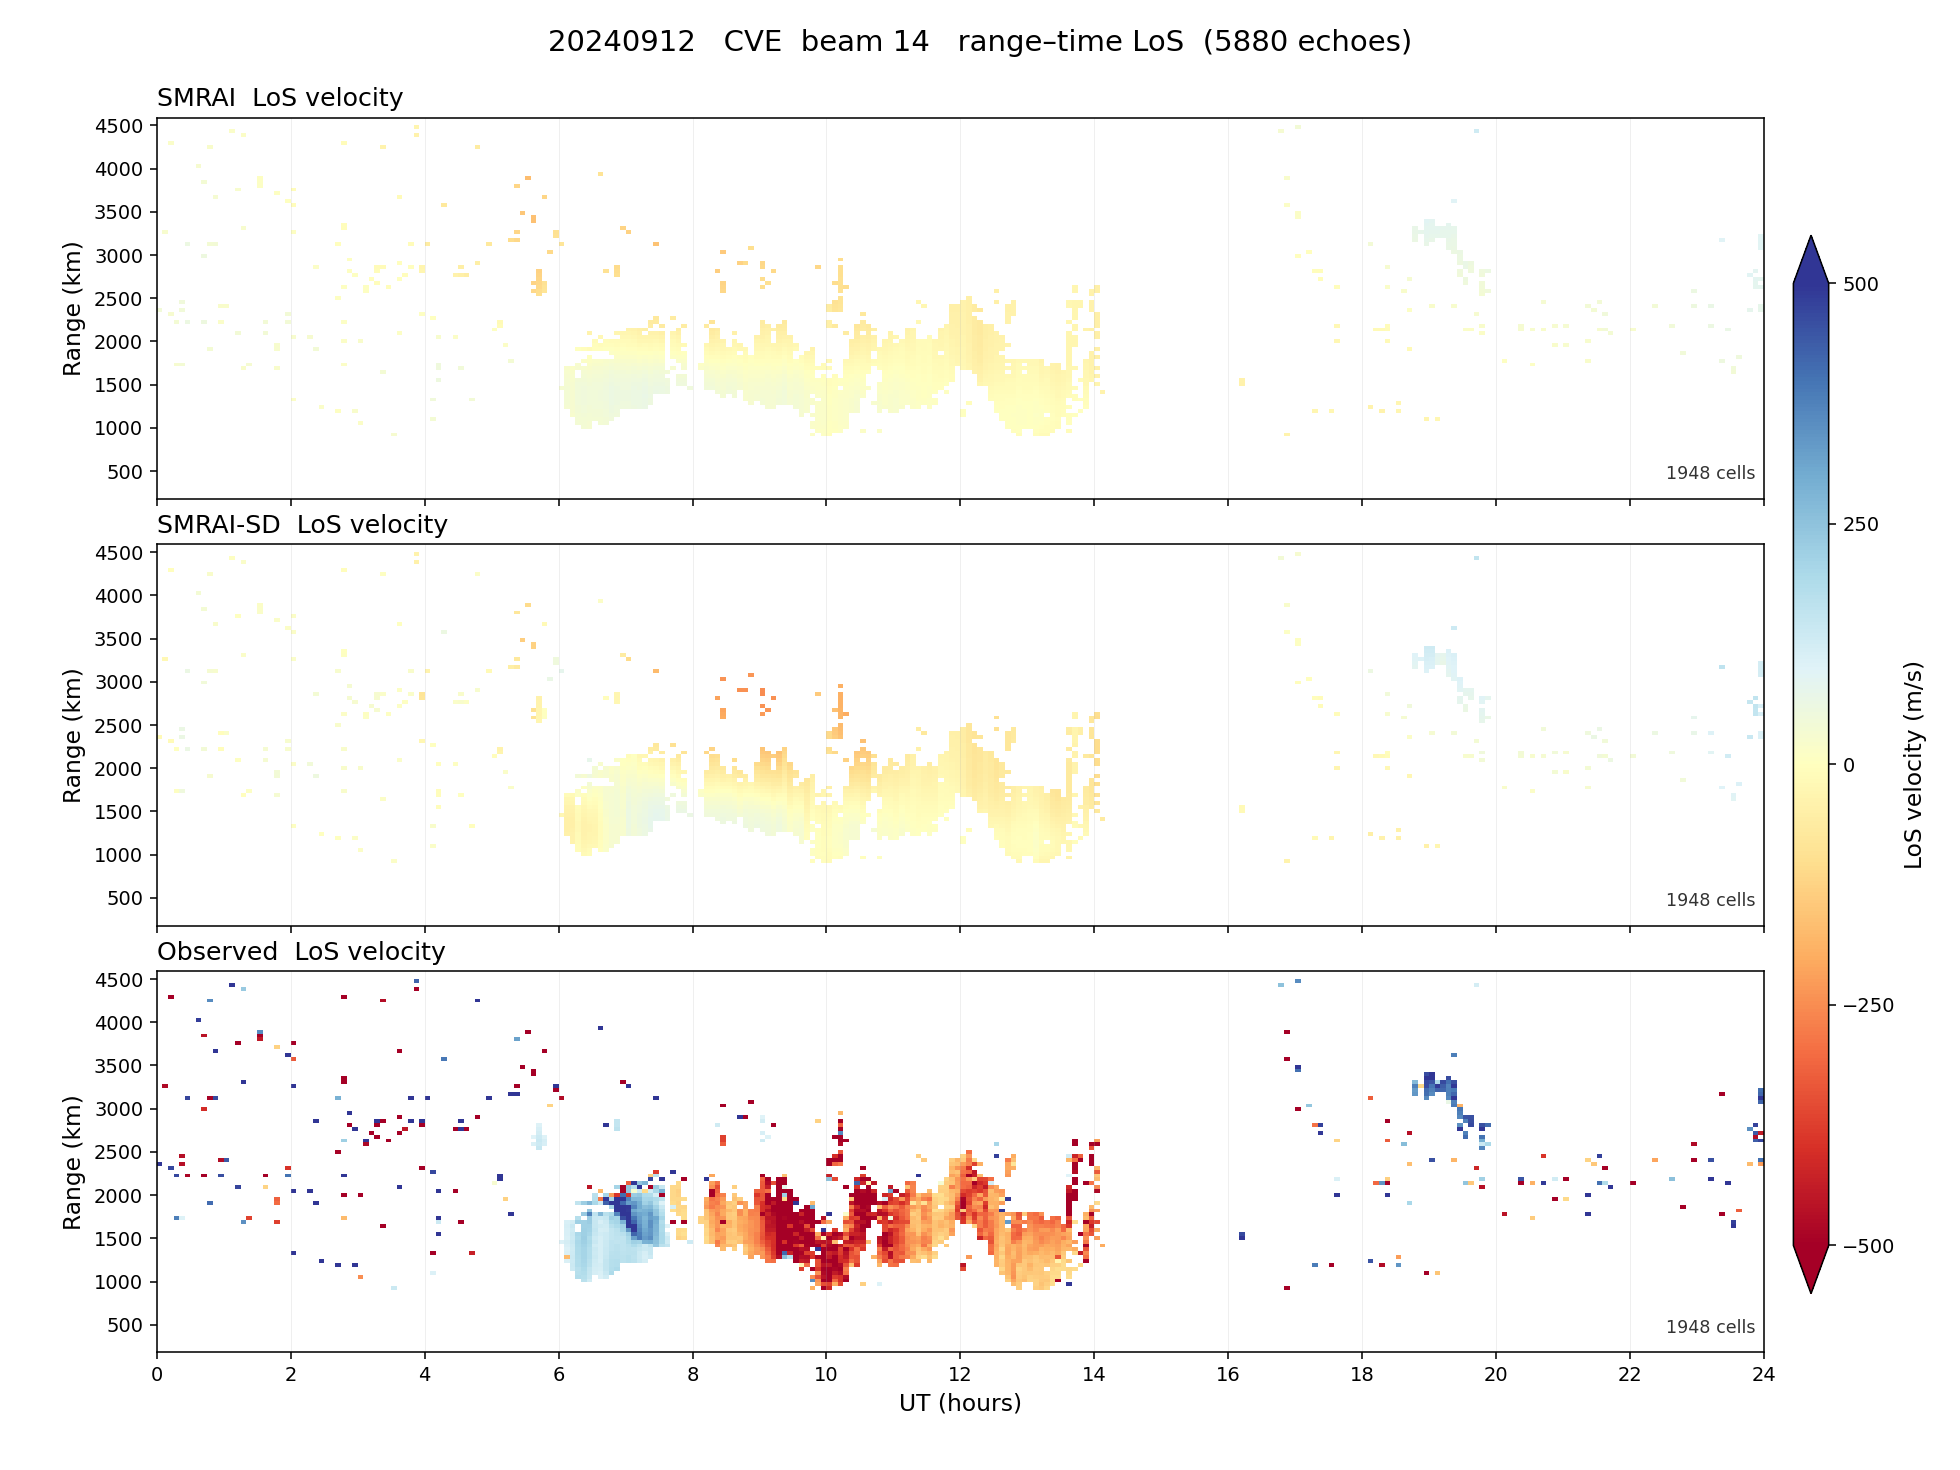 20240912   CVE  beam 14   range–time LoS  (5880 echoes)
SMRAI  LoS velocity
4500
4000
3500
3000
2500
2000
1500
1000
500
Range (km)
1948 cells
SMRAI-SD  LoS velocity
4500
4000
3500
3000
2500
2000
1500
1000
500
Range (km)
1948 cells
Observed  LoS velocity
4500
4000
3500
3000
2500
2000
1500
1000
500
Range (km)
1948 cells
0 2 4 6 8 10 12 14 16 18 20 22 24
UT (hours)
500
250
0
−250
−500
LoS velocity (m/s)